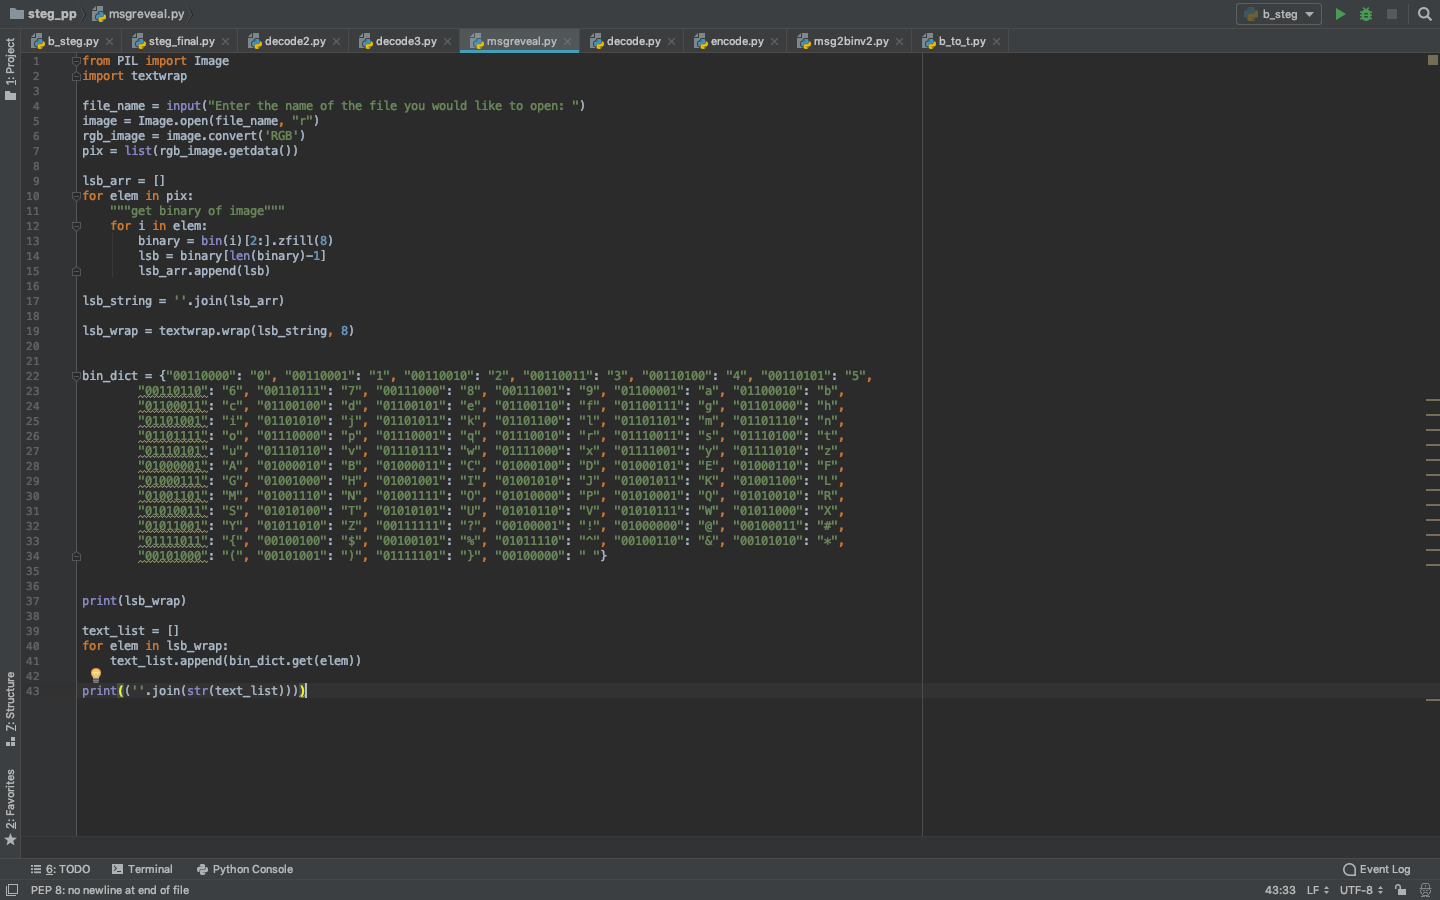 steg_pp msgreveal.py b_steg
b_steg.py steg_final.py decode2.py decode3.py msgreveal.py decode.py encode.py msg2binv2.py b_to_t.py
1: Project
1 from PIL import Image
2 import textwrap
3
4 file_name = input("Enter the name of the file you would like to open: ")
5 image = Image.open(file_name, "r")
6 rgb_image = image.convert('RGB')
7 pix = list(rgb_image.getdata())
8
9 lsb_arr = []
10 for elem in pix:
11     """get binary of image"""
12     for i in elem:
13         binary = bin(i)[2:].zfill(8)
14         lsb = binary[len(binary)-1]
15         lsb_arr.append(lsb)
16
17 lsb_string = ''.join(lsb_arr)
18
19 lsb_wrap = textwrap.wrap(lsb_string, 8)
20
21
22 bin_dict = {"00110000": "0", "00110001": "1", "00110010": "2", "00110011": "3", "00110100": "4", "00110101": "5",
23         "00110110": "6", "00110111": "7", "00111000": "8", "00111001": "9", "01100001": "a", "01100010": "b",
24         "01100011": "c", "01100100": "d", "01100101": "e", "01100110": "f", "01100111": "g", "01101000": "h",
25         "01101001": "i", "01101010": "j", "01101011": "k", "01101100": "l", "01101101": "m", "01101110": "n",
26         "01101111": "o", "01110000": "p", "01110001": "q", "01110010": "r", "01110011": "s", "01110100": "t",
27         "01110101": "u", "01110110": "v", "01110111": "w", "01111000": "x", "01111001": "y", "01111010": "z",
28         "01000001": "A", "01000010": "B", "01000011": "C", "01000100": "D", "01000101": "E", "01000110": "F",
29         "01000111": "G", "01001000": "H", "01001001": "I", "01001010": "J", "01001011": "K", "01001100": "L",
30         "01001101": "M", "01001110": "N", "01001111": "O", "01010000": "P", "01010001": "Q", "01010010": "R",
31         "01010011": "S", "01010100": "T", "01010101": "U", "01010110": "V", "01010111": "W", "01011000": "X",
32         "01011001": "Y", "01011010": "Z", "00111111": "?", "00100001": "!", "01000000": "@", "00100011": "#",
33         "01111011": "{", "00100100": "$", "00100101": "%", "01011110": "^", "00100110": "&", "00101010": "*",
34         "00101000": "(", "00101001": ")", "01111101": "}", "00100000": " "}
35
36
37 print(lsb_wrap)
38
39 text_list = []
40 for elem in lsb_wrap:
41     text_list.append(bin_dict.get(elem))
42
43 print((''.join(str(text_list))))
7: Structure
2: Favorites
6: TODO Terminal Python Console Event Log
PEP 8: no newline at end of file 43:33 LF UTF-8